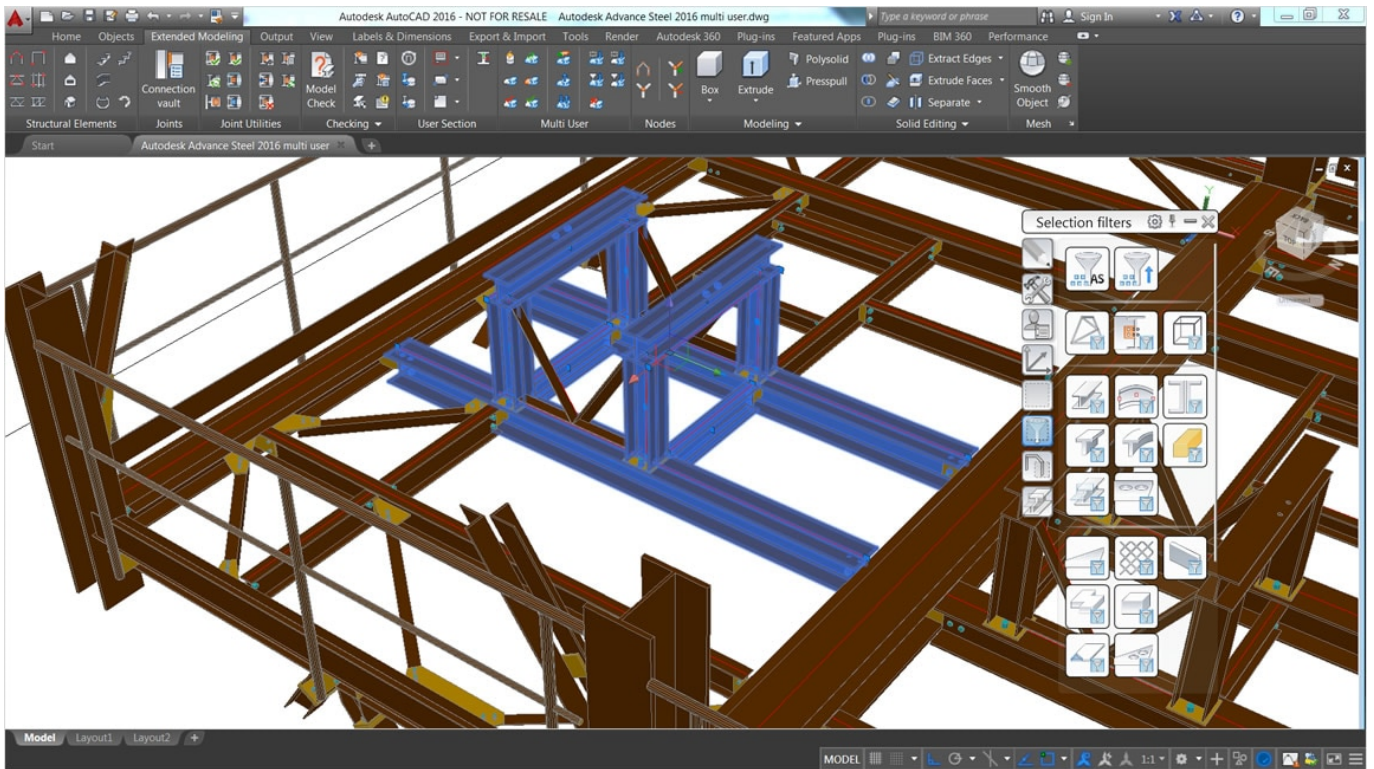 Autodesk AutoCAD 2016 - NOT FOR RESALE Autodesk Advance Steel 2016 multi user.dwg
Type a keyword or phrase
Sign In
Home Objects Extended Modeling Output View Labels & Dimensions Export & Import Tools Render Autodesk 360 Plug-ins Featured Apps Plug-ins BIM 360 Performance
Connection
vault
Model
Check
Box
Extrude
Polysolid
Presspull
Extract Edges
Extrude Faces
Separate
Smooth
Object
Structural Elements Joints Joint Utilities Checking User Section Multi User Nodes Modeling Solid Editing Mesh
Start Autodesk Advance Steel 2016 multi user
Selection filters
AS
Y
Unnamed
Model Layout1 Layout2
MODEL 1:1